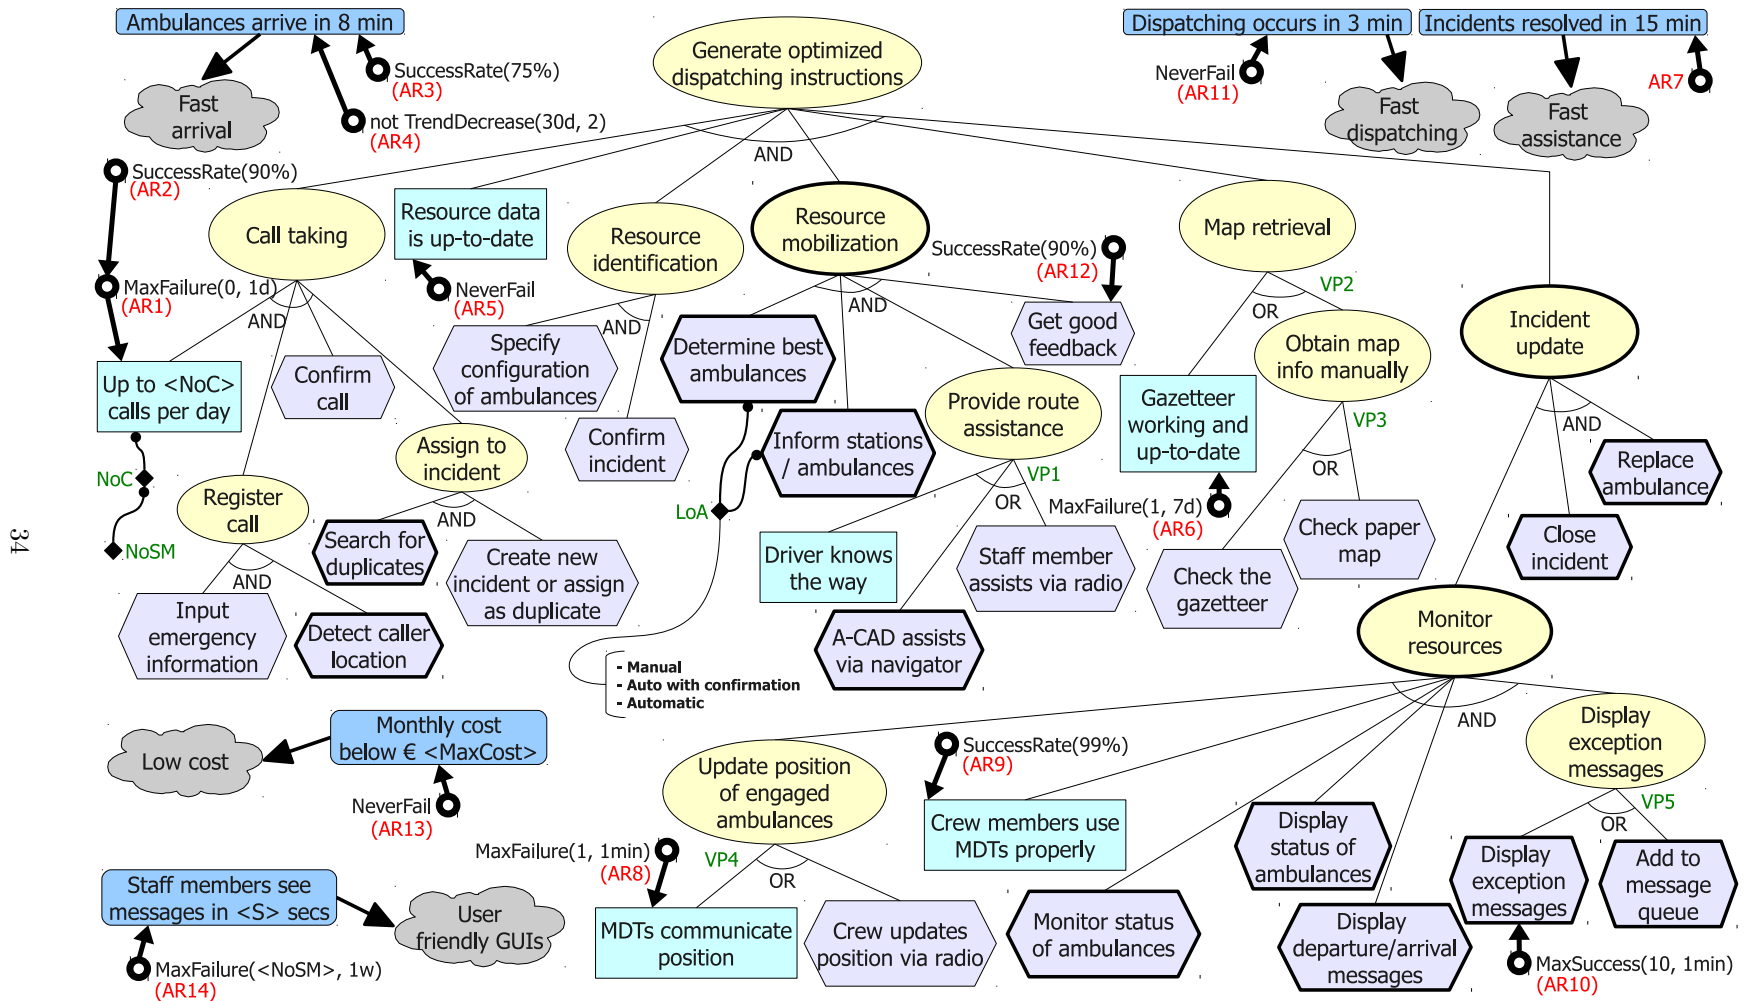 Ambulances arrive in 8 min
SuccessRate(75%)
(AR3)
Fast
arrival
not TrendDecrease(30d, 2)
(AR4)
Generate optimized
dispatching instructions
AND
Dispatching occurs in 3 min
NeverFail
(AR11)
Fast
dispatching
Incidents resolved in 15 min
AR7
Fast
assistance
SuccessRate(90%)
(AR2)
MaxFailure(0, 1d)
(AR1)
Call taking
AND
Resource data
is up-to-date
NeverFail
(AR5)
Resource
identification
AND
Resource
mobilization
AND
SuccessRate(90%)
(AR12)
Get good
feedback
Map retrieval
VP2
OR
Incident
update
AND
Up to <NoC>
calls per day
Confirm
call
Specify
configuration
of ambulances
Confirm
incident
Determine best
ambulances
Inform stations
/ ambulances
Provide route
assistance
VP1
OR
Gazetteer
working and
up-to-date
MaxFailure(1, 7d)
(AR6)
Obtain map
info manually
VP3
OR
Replace
ambulance
Close
incident
NoC
NoSM
Register
call
AND
Assign to
incident
AND
Search for
duplicates
Create new
incident or assign
as duplicate
Input
emergency
information
Detect caller
location
LoA
- Manual
- Auto with confirmation
- Automatic
Driver knows
the way
Staff member
assists via radio
A-CAD assists
via navigator
Check the
gazetteer
Check paper
map
Monitor
resources
AND
34
Low cost
Monthly cost
below € <MaxCost>
NeverFail
(AR13)
Staff members see
messages in <S> secs
User
friendly GUIs
MaxFailure(<NoSM>, 1w)
(AR14)
Update position
of engaged
ambulances
VP4
OR
MaxFailure(1, 1min)
(AR8)
MDTs communicate
position
Crew updates
position via radio
SuccessRate(99%)
(AR9)
Crew members use
MDTs properly
Monitor status
of ambulances
Display
status of
ambulances
Display
departure/arrival
messages
Display
exception
messages
VP5
OR
Display
exception
messages
Add to
message
queue
MaxSuccess(10, 1min)
(AR10)